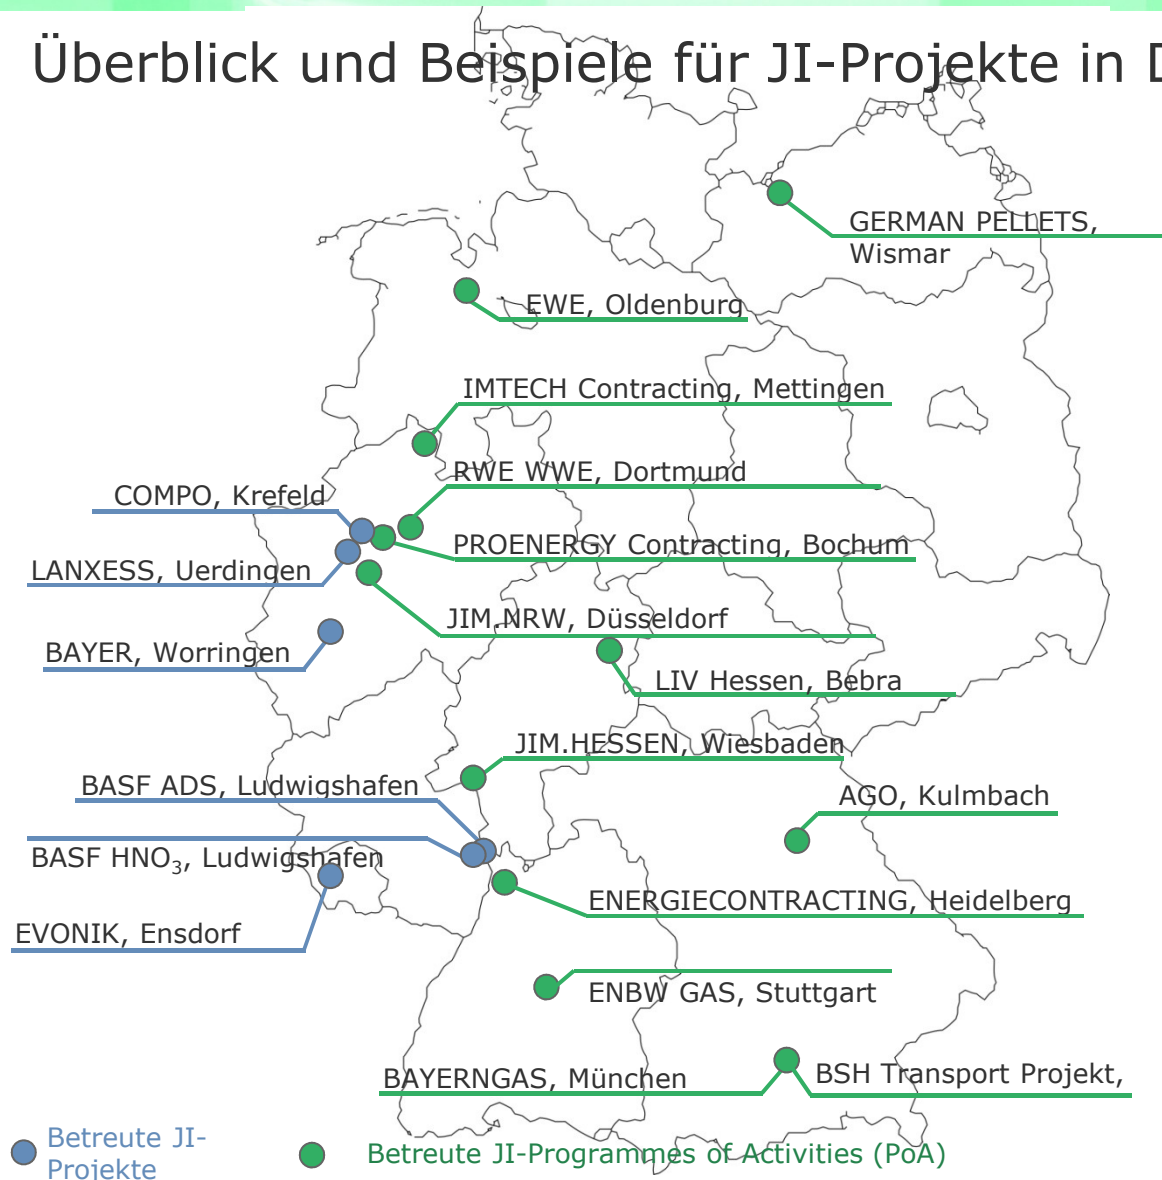 Überblick und Beispiele für JI-Projekte in D
GERMAN PELLETS,
Wismar
EWE, Oldenburg
IMTECH Contracting, Mettingen
RWE WWE, Dortmund
COMPO, Krefeld
PROENERGY Contracting, Bochum
LANXESS, Uerdingen
JIM.NRW, Düsseldorf
BAYER, Worringen
LIV Hessen, Bebra
JIM.HESSEN, Wiesbaden
BASF ADS, Ludwigshafen
AGO, Kulmbach
BASF HNO₃, Ludwigshafen
ENERGIECONTRACTING, Heidelberg
EVONIK, Ensdorf
ENBW GAS, Stuttgart
BAYERNGAS, München
BSH Transport Projekt,
Betreute JI-
Projekte
Betreute JI-Programmes of Activities (PoA)